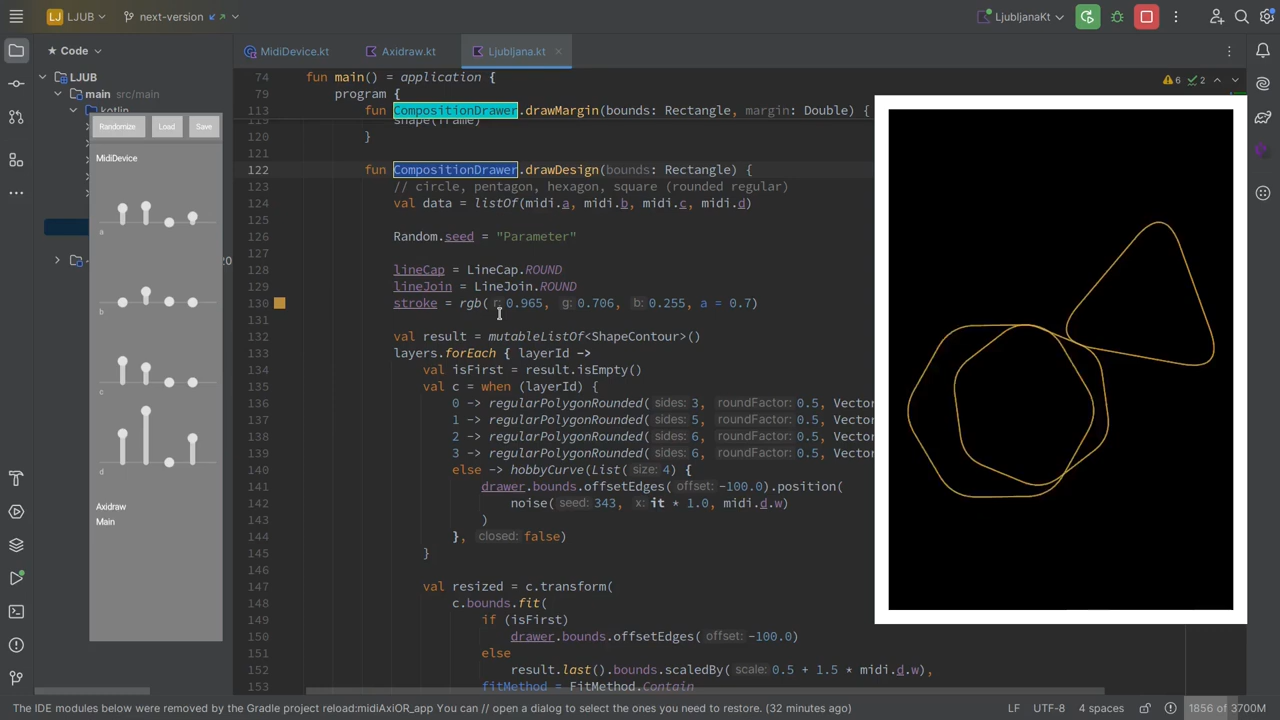 LJ LJUB
next-version
LjubljanaKt
MidiDevice.kt
Axidraw.kt
Ljubljana.kt
Code
LJUB
main src/main
kotlin
Randomize
Load
Save
MidiDevice
a
b
c
d
Axidraw
Main
6 2
74 fun main() = application {
79 program {
113 fun CompositionDrawer.drawMargin(bounds: Rectangle, margin: Double) {
119 shape(frame)
120 }
121
122 fun CompositionDrawer.drawDesign(bounds: Rectangle) {
123 // circle, pentagon, hexagon, square (rounded regular)
124 val data = listOf(midi.a, midi.b, midi.c, midi.d)
125
126 Random.seed = "Parameter"
127
128 lineCap = LineCap.ROUND
129 lineJoin = LineJoin.ROUND
130 stroke = rgb( r: 0.965, g: 0.706, b: 0.255, a = 0.7)
131
132 val result = mutableListOf<ShapeContour>()
133 layers.forEach { layerId ->
134 val isFirst = result.isEmpty()
135 val c = when (layerId) {
136 0 -> regularPolygonRounded( sides: 3, roundFactor: 0.5, Vector
137 1 -> regularPolygonRounded( sides: 5, roundFactor: 0.5, Vector
138 2 -> regularPolygonRounded( sides: 6, roundFactor: 0.5, Vector
139 3 -> regularPolygonRounded( sides: 6, roundFactor: 0.5, Vector
140 else -> hobbyCurve(List( size: 4) {
141 drawer.bounds.offsetEdges( offset: -100.0).position(
142 noise( seed: 343, x: it * 1.0, midi.d.w)
143 )
144 }, closed: false)
145 }
146
147 val resized = c.transform(
148 c.bounds.fit(
149 if (isFirst)
150 drawer.bounds.offsetEdges( offset: -100.0)
151 else
152 result.last().bounds.scaledBy( scale: 0.5 + 1.5 * midi.d.w),
153 fitMethod = FitMethod.Contain
The IDE modules below were removed by the Gradle project reload:midiAxiOR_app You can // open a dialog to select the ones you need to restore. (32 minutes ago)
LF UTF-8 4 spaces 1856 of 3700M